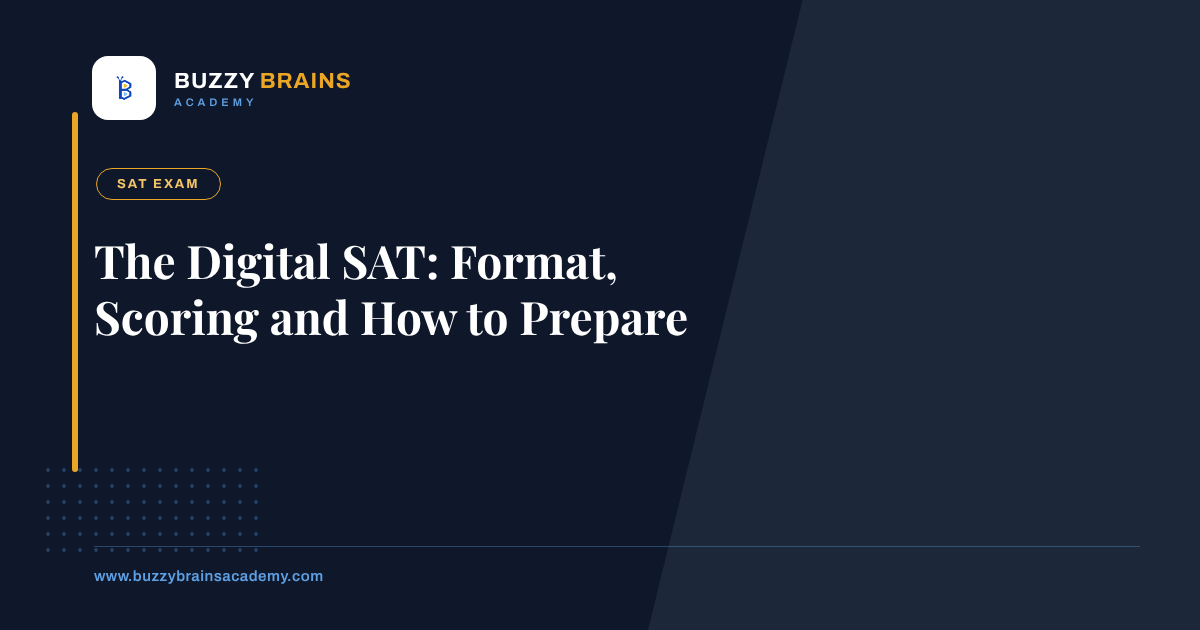 BUZZY BRAINS
ACADEMY
SAT EXAM
The Digital SAT: Format,
Scoring and How to Prepare
www.buzzybrainsacademy.com